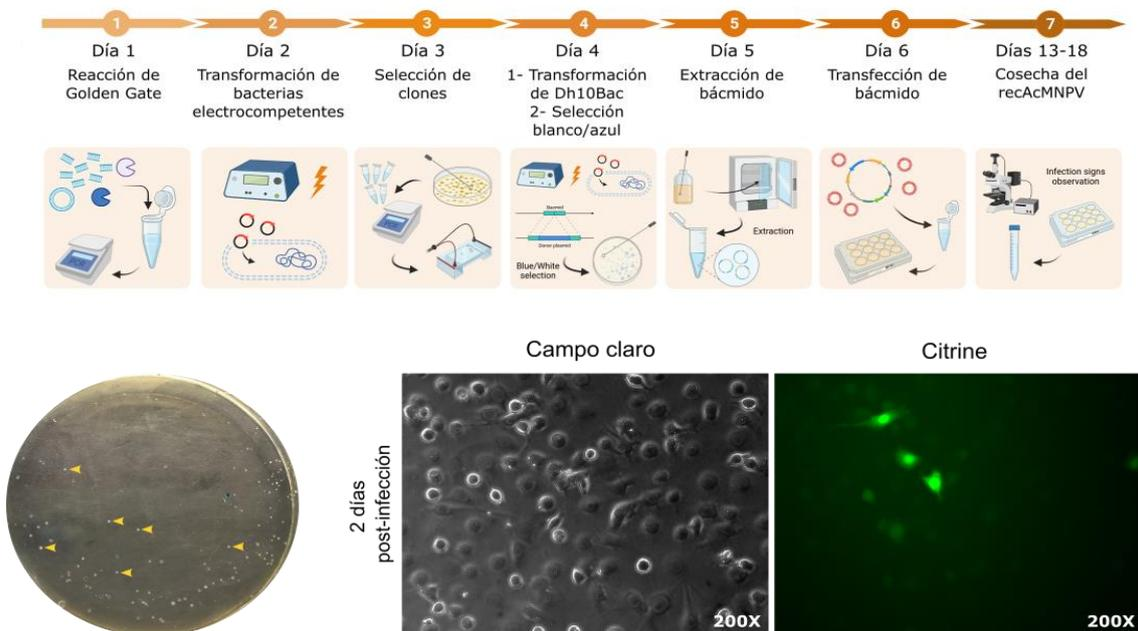 1
Día 1
Reacción de
Golden Gate
2
Día 2
Transformación de
bacterias
electrocompetentes
3
Día 3
Selección de
clones
4
Día 4
1- Transformación
de Dh10Bac
2- Selección
blanco/azul
5
Día 5
Extracción de
bácmido
6
Día 6
Transfección de
bácmido
7
Días 13-18
Cosecha del
recAcMNPV
Bacmid
Donor plasmid
Blue/White
selection
Extraction
Infection signs
observation
Campo claro
Citrine
2 días
post-infección
200X
200X